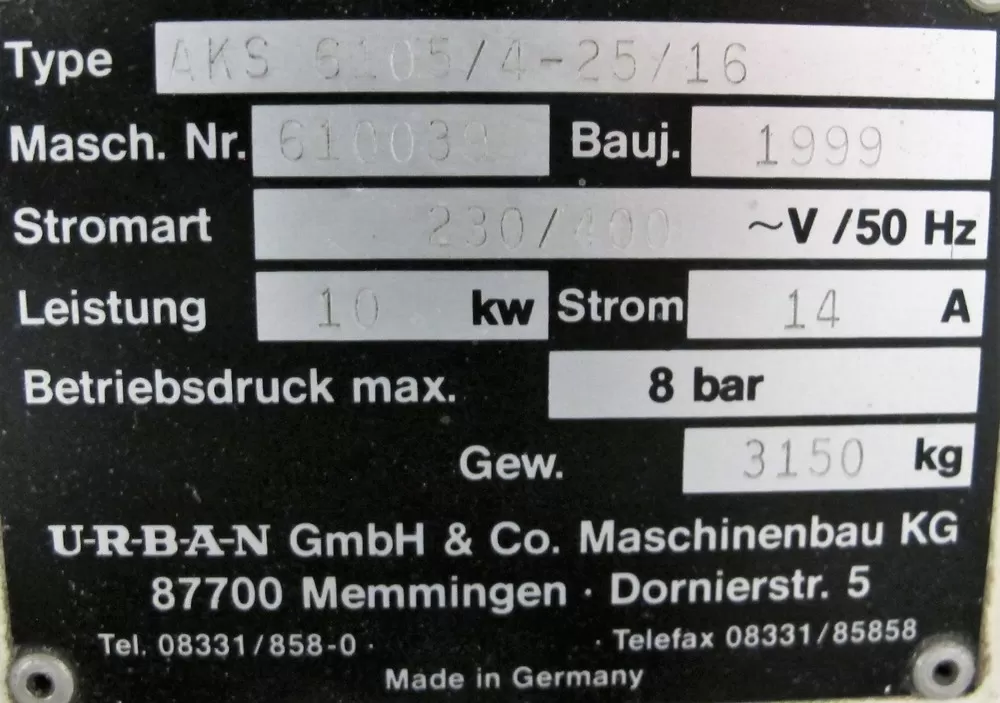 Type AKS 6105/4-25/16
Masch. Nr. 610039 Bauj. 1999
Stromart 230/400 ~V /50 Hz
Leistung 10 kw Strom 14 A
Betriebsdruck max. 8 bar
Gew. 3150 kg
U-R-B-A-N GmbH & Co. Maschinenbau KG
87700 Memmingen · Dornierstr. 5
Tel. 08331/858-0 · · Telefax 08331/85858
Made in Germany